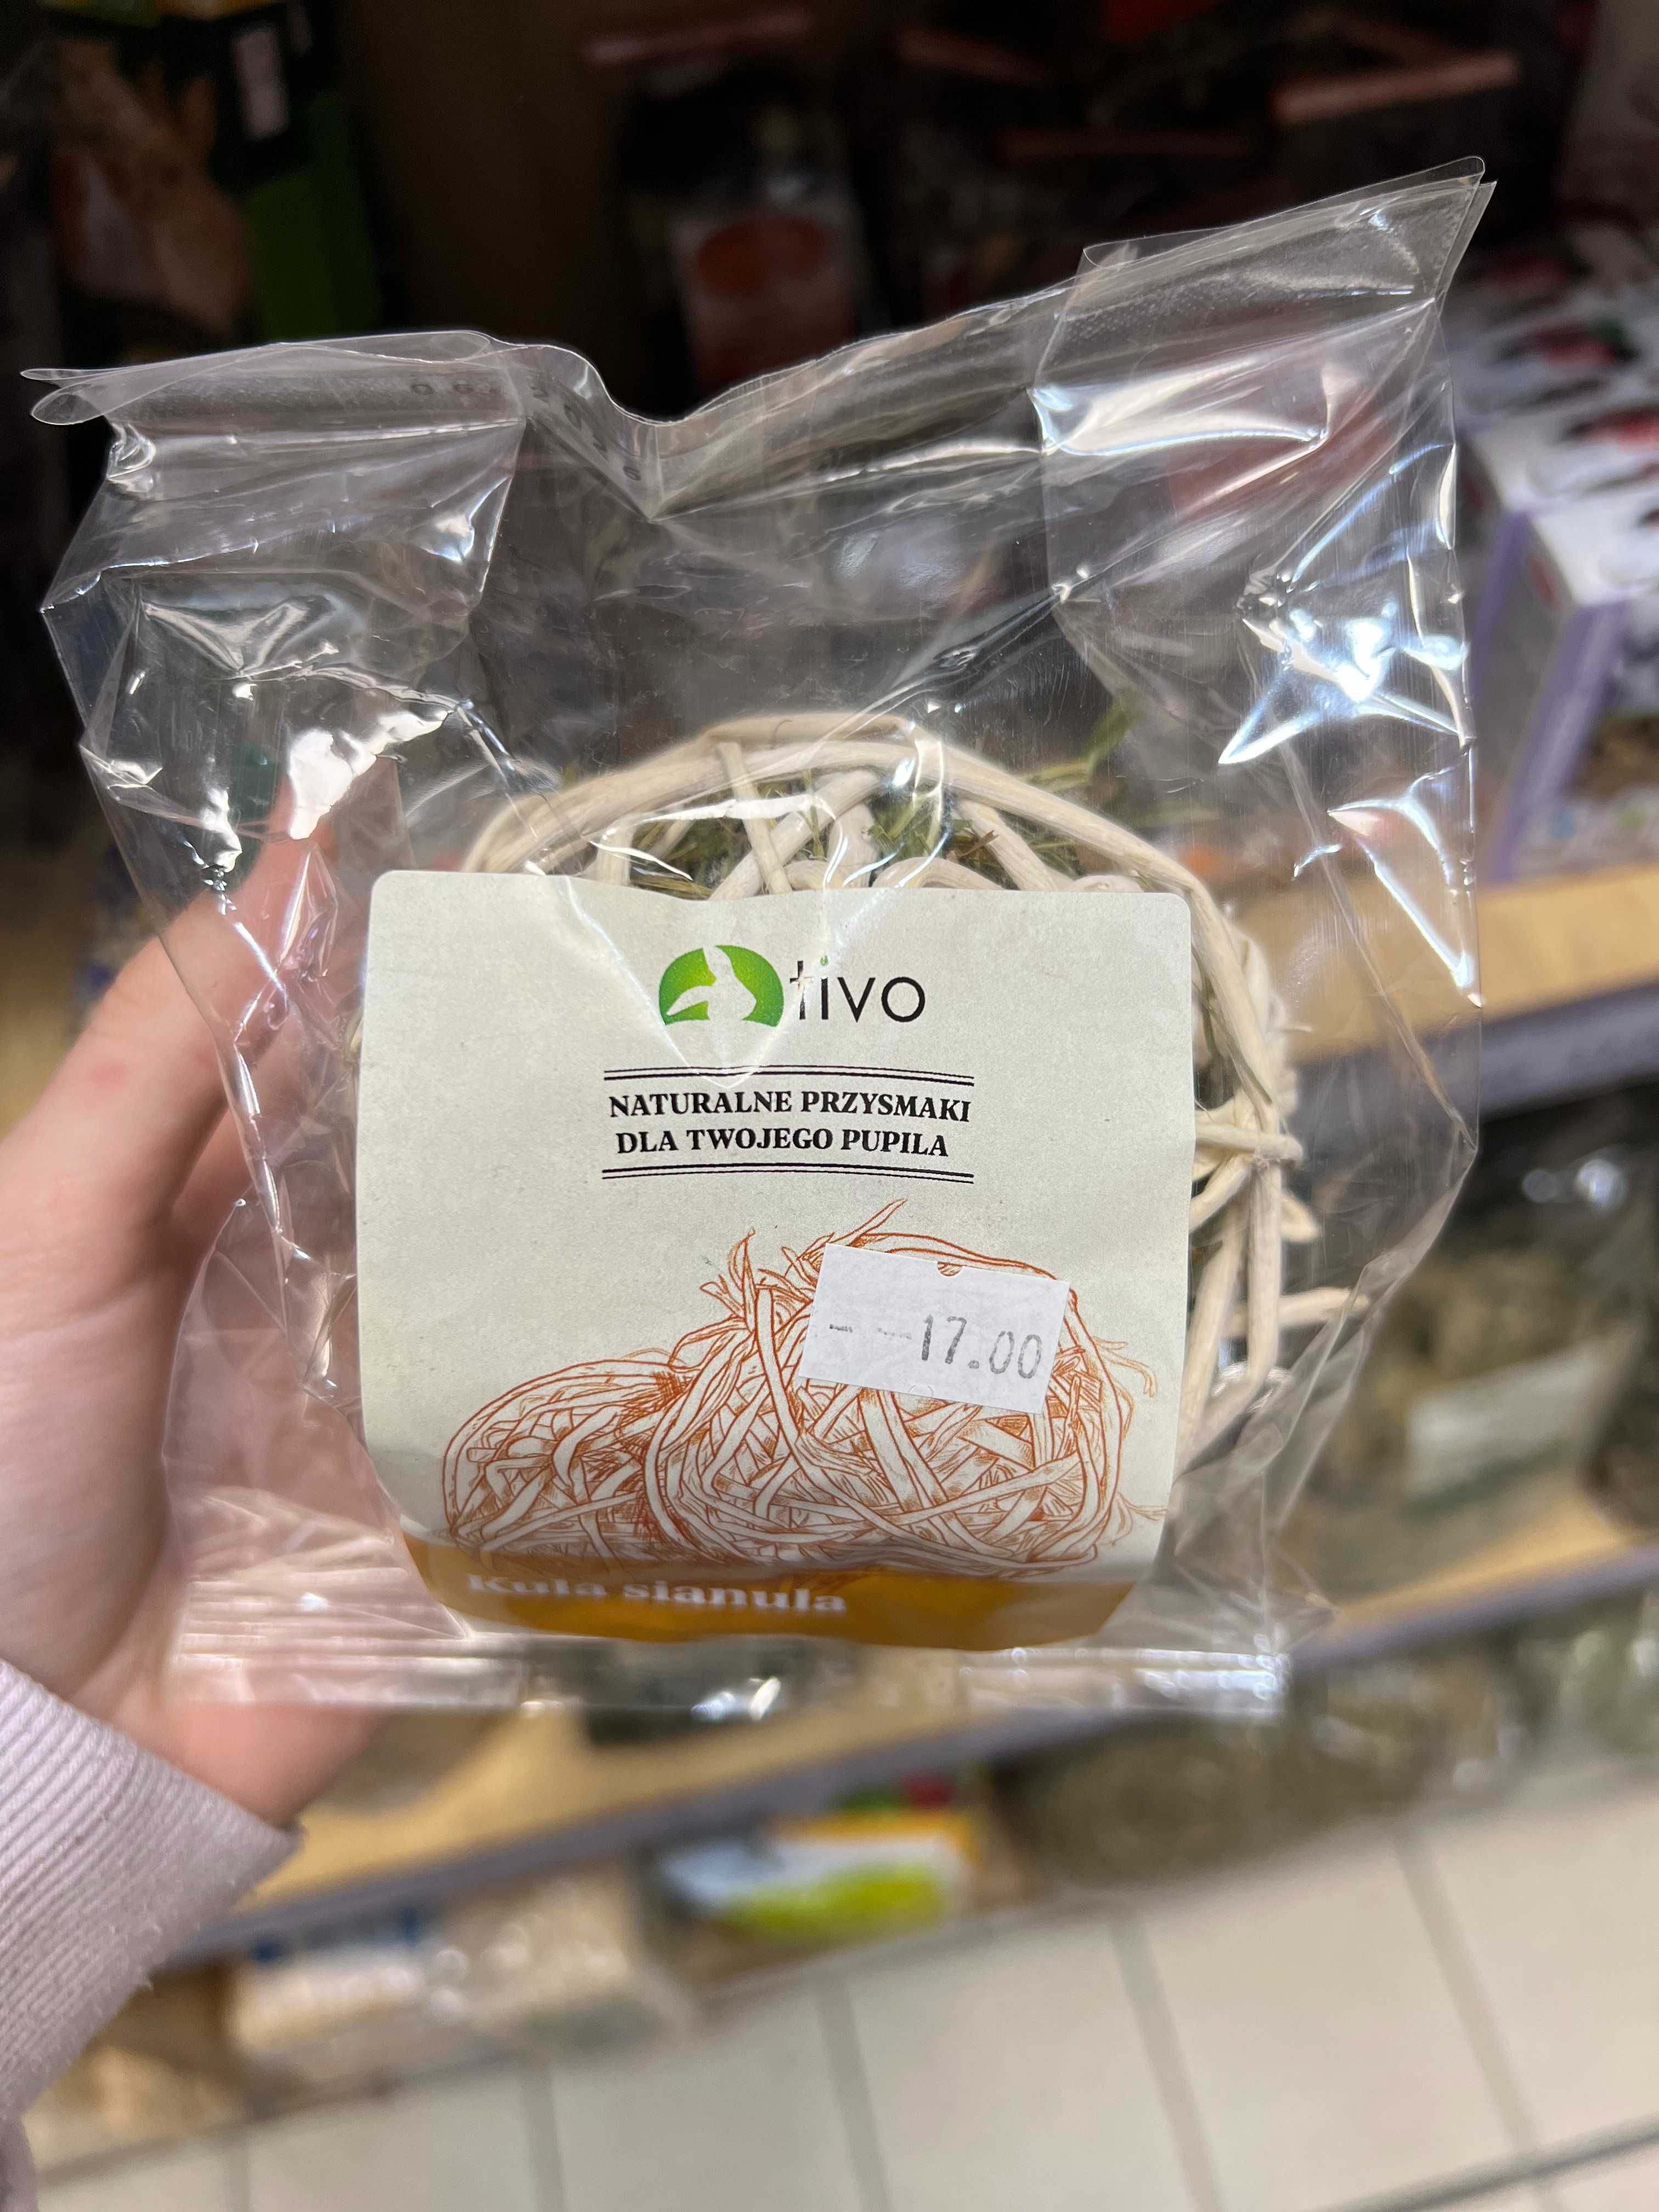 tivo
NATURALNE PRZYSMAKI
DLA TWOJEGO PUPILA
- - 17.00
Kula sianula